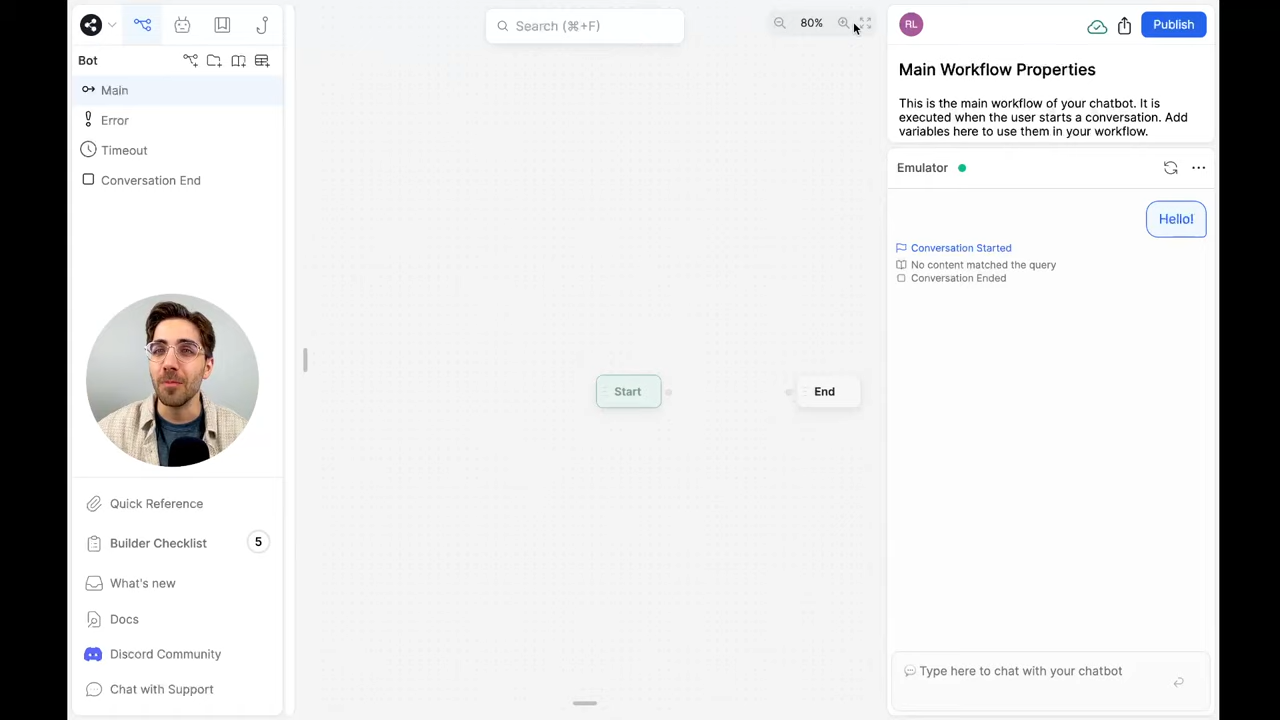 Search (⌘+F)
80%
RL
Publish
Bot
Main
Error
Timeout
Conversation End
Quick Reference
Builder Checklist
5
What's new
Docs
Discord Community
Chat with Support
Start
End
Main Workflow Properties
This is the main workflow of your chatbot. It is
executed when the user starts a conversation. Add
variables here to use them in your workflow.
Emulator
Hello!
Conversation Started
No content matched the query
Conversation Ended
Type here to chat with your chatbot